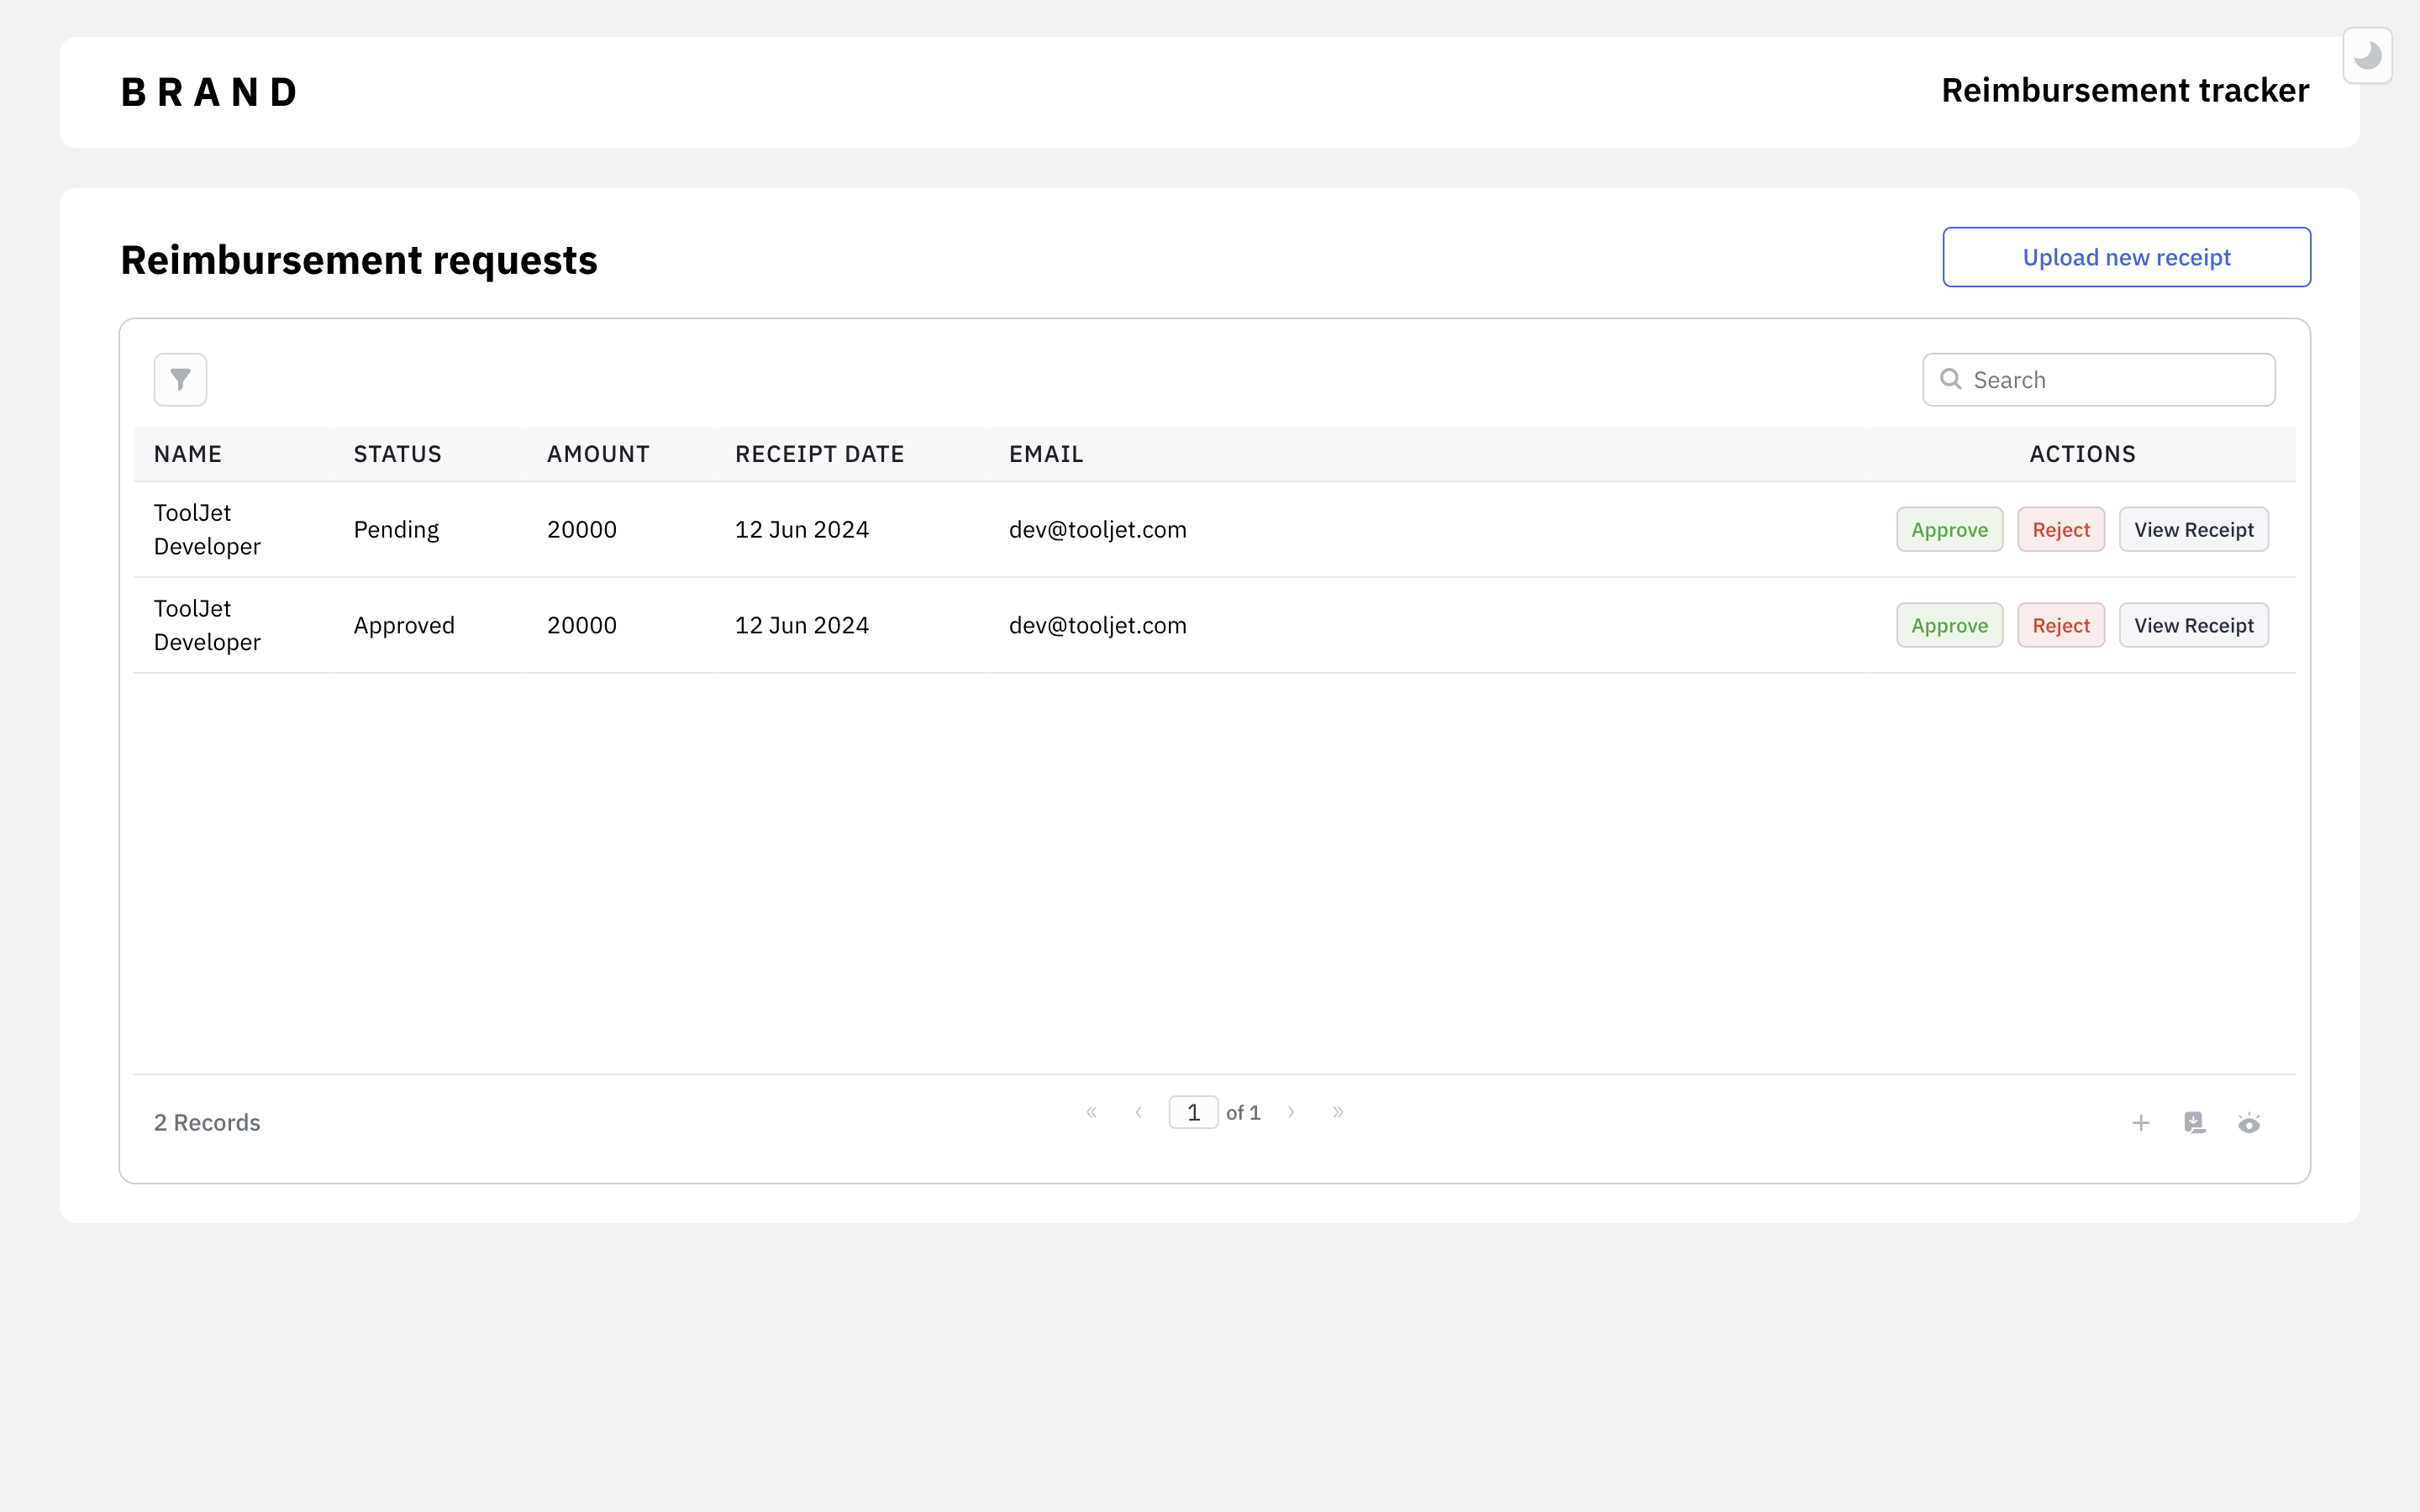 BRAND
Reimbursement tracker
Reimbursement requests
Upload new receipt
Search
NAME STATUS AMOUNT RECEIPT DATE EMAIL ACTIONS
ToolJet
Developer
Pending 20000 12 Jun 2024 dev@tooljet.com Approve Reject View Receipt
ToolJet
Developer
Approved 20000 12 Jun 2024 dev@tooljet.com Approve Reject View Receipt
2 Records
« ‹ 1 of 1 › »